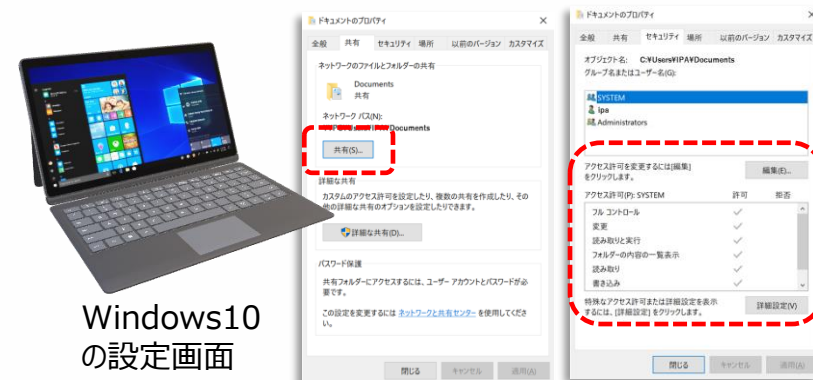 Windows10
の設定画面
ドキュメントのプロパティ
全般 共有 セキュリティ 場所 以前のバージョン カスタマイズ
ネットワークのファイルとフォルダーの共有
Documents
共有
ネットワーク パス(N):
共有(S)...
詳細な共有
カスタムのアクセス許可を設定したり、複数の共有を作成したり、その
他の詳細な共有のオプションを設定したりできます。
詳細な共有(D)...
パスワード保護
共有フォルダーにアクセスするには、ユーザー アカウントとパスワードが必
要です。
この設定を変更するには ネットワークと共有センター を使用してくださ
い。
閉じる キャンセル 適用(A)
ドキュメントのプロパティ
全般 共有 セキュリティ 場所 以前のバージョン カスタマイズ
オブジェクト名: C:¥Users¥IPA¥Documents
グループ名またはユーザー名(G):
SYSTEM
ipa
Administrators
アクセス許可を変更するには[編集]
をクリックします。
編集(E)...
アクセス許可(P): SYSTEM 許可 拒否
フル コントロール
変更
読み取りと実行
フォルダーの内容の一覧表示
読み取り
書き込み
特殊なアクセス許可または詳細設定を表示
するには、[詳細設定] をクリックします。
詳細設定(V)
閉じる キャンセル 適用(A)